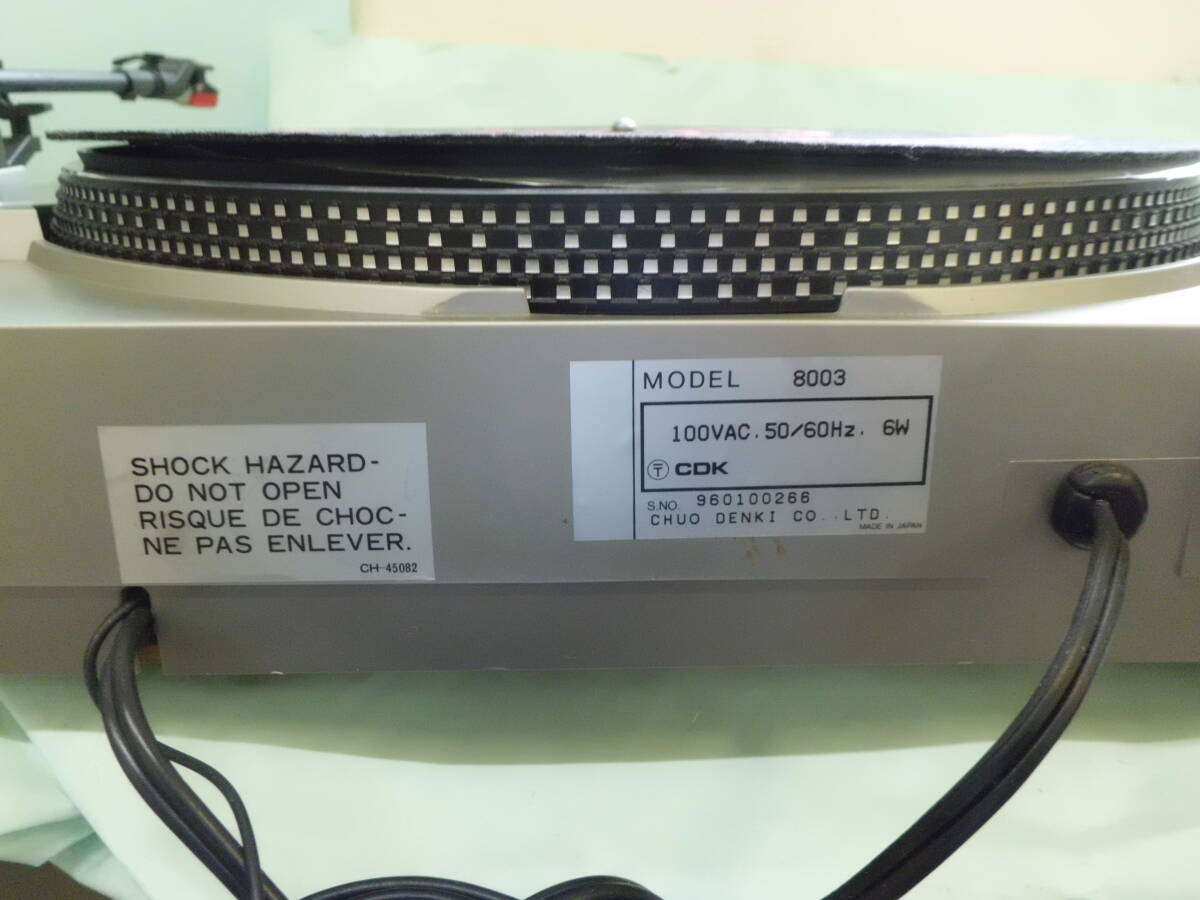 SHOCK HAZARD-
DO NOT OPEN
RISQUE DE CHOC-
NE PAS ENLEVER.
CH-45082
MODEL 8003
100VAC. 50/60Hz. 6W
〒 CDK
S.NO. 960100266
CHUO DENKI CO.,LTD.
MADE IN JAPAN